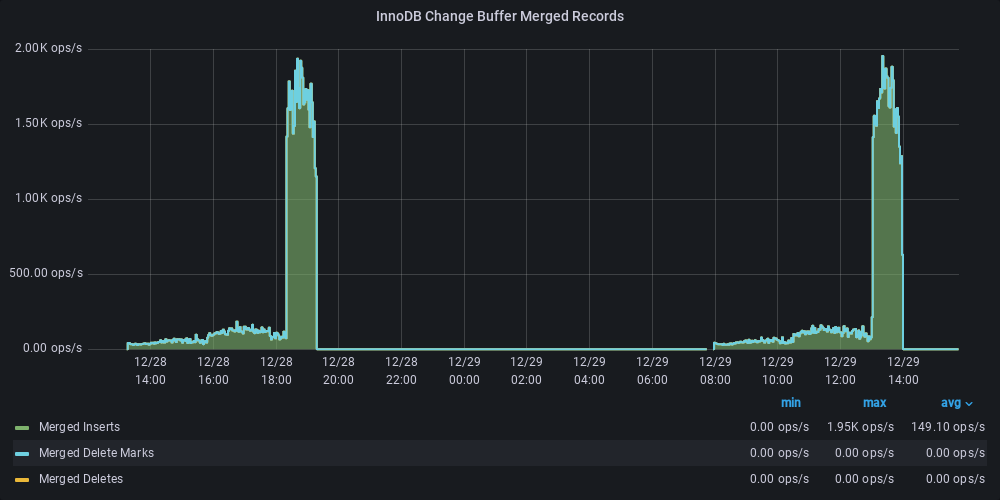 InnoDB Change Buffer Merged Records
2.00K ops/s
1.50K ops/s
1.00K ops/s
500.00 ops/s
0.00 ops/s
12/28 12/28 12/28 12/28 12/28 12/29 12/29 12/29 12/29 12/29 12/29 12/29 12/29
14:00 16:00 18:00 20:00 22:00 00:00 02:00 04:00 06:00 08:00 10:00 12:00 14:00
min max avg
Merged Inserts 0.00 ops/s 1.95K ops/s 149.10 ops/s
Merged Delete Marks 0.00 ops/s 0.00 ops/s 0.00 ops/s
Merged Deletes 0.00 ops/s 0.00 ops/s 0.00 ops/s